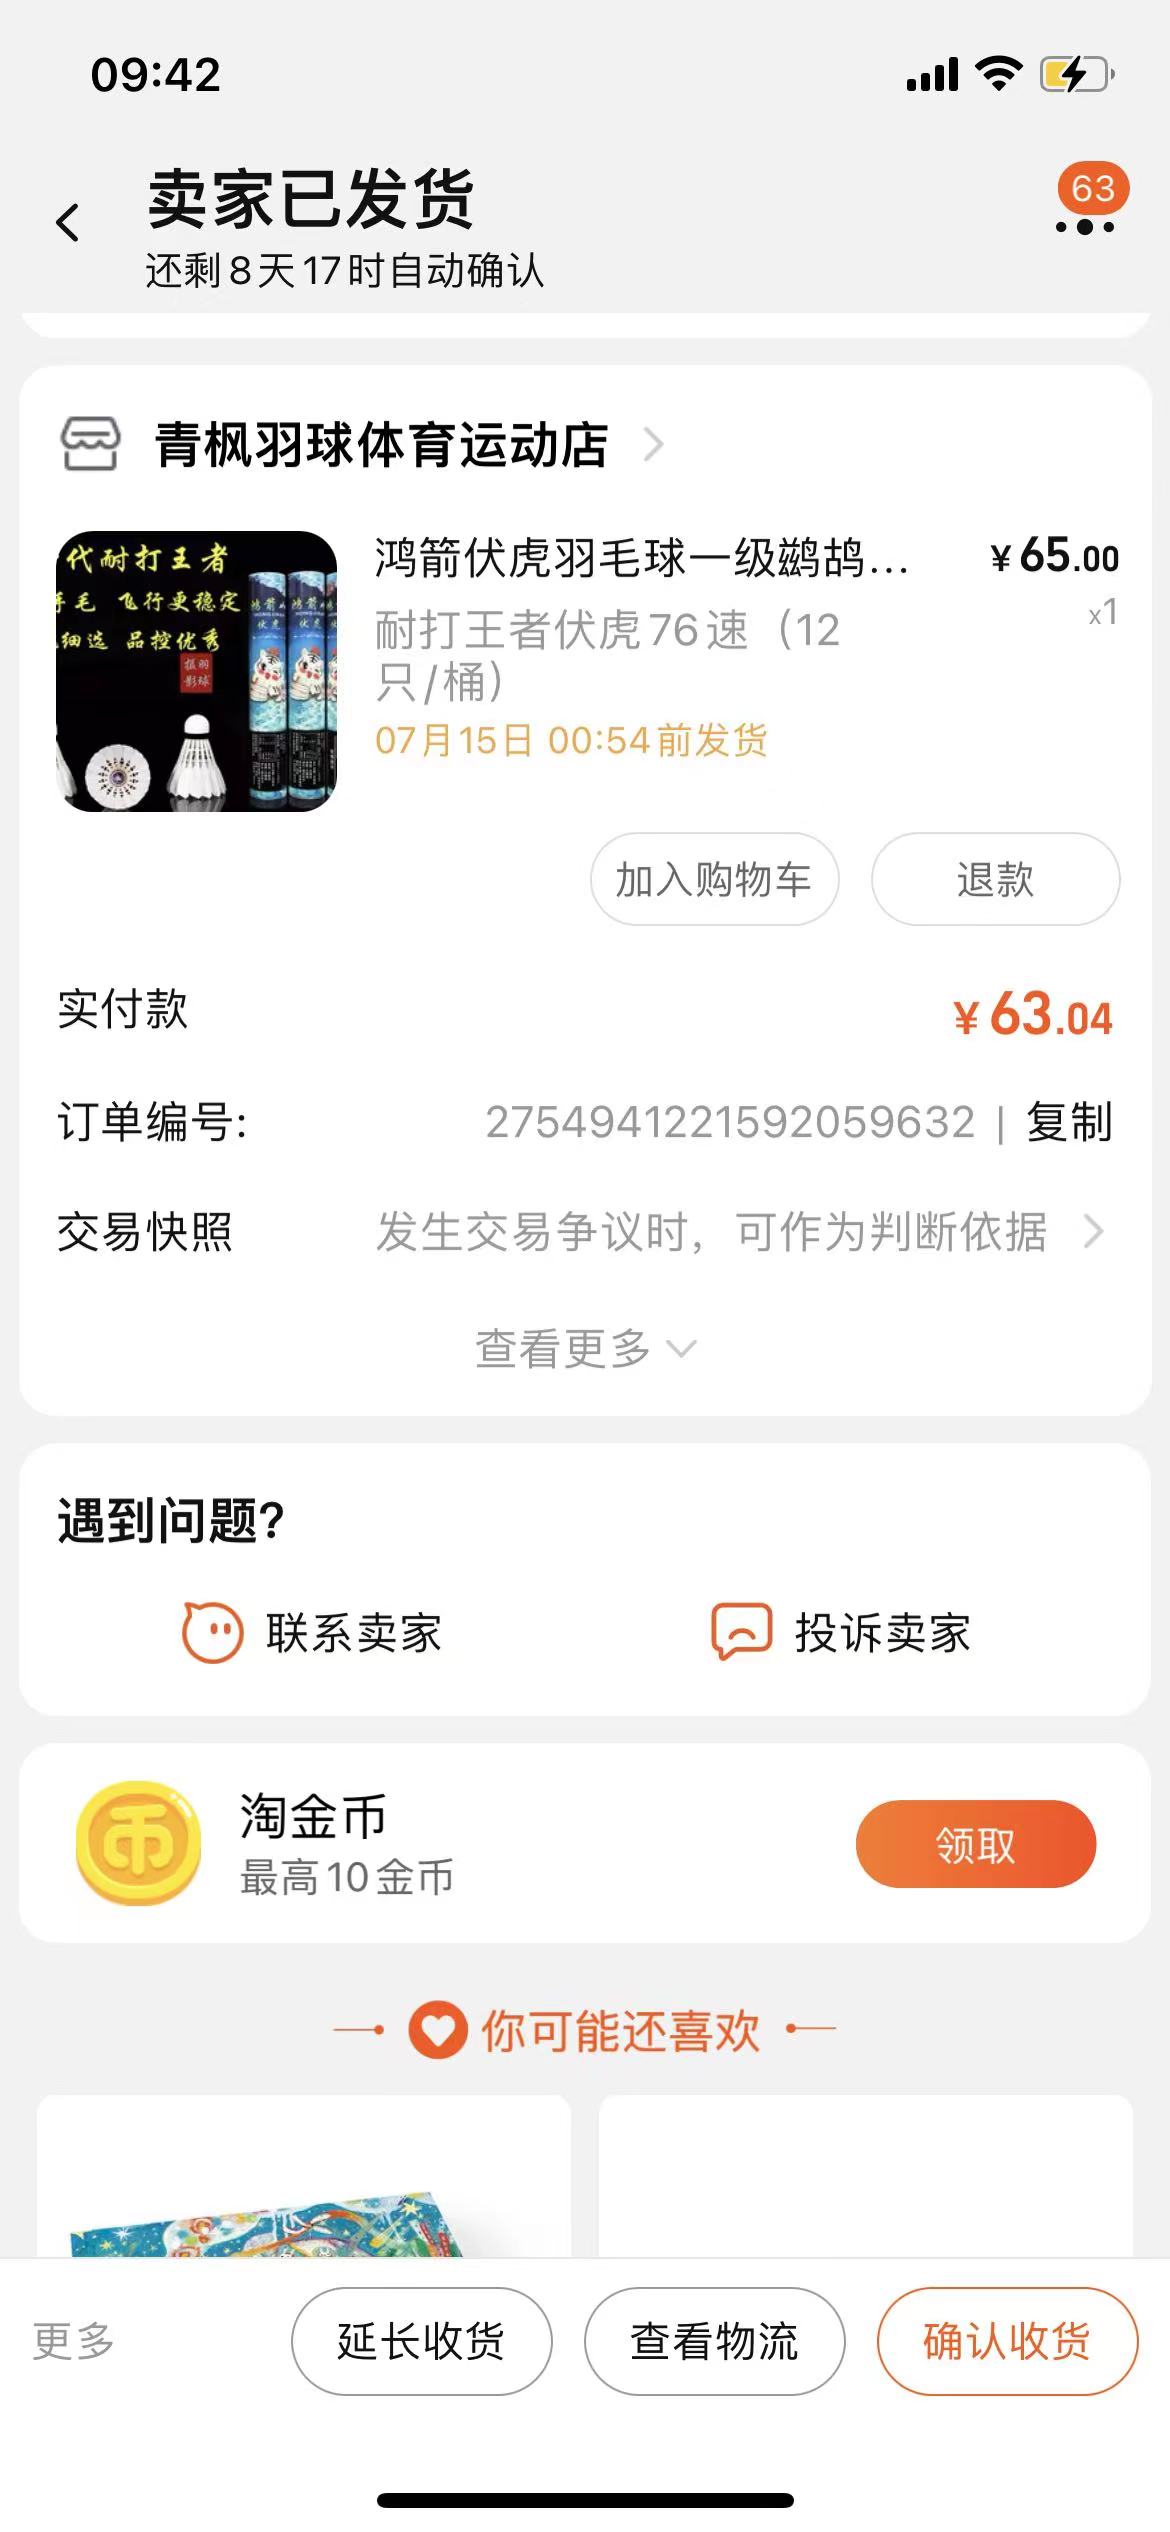 09:42
卖家已发货
还剩8天17时自动确认
63
青枫羽球体育运动店
代耐打王者
毛 飞行更稳定
细选 品控优秀
摄羽
影球
鸿箭伏虎羽毛球一级鹚鸪...
¥65.00
耐打王者伏虎76速（12
只/桶）
x1
07月15日 00:54前发货
加入购物车
退款
实付款
¥63.04
订单编号:
2754941221592059632 | 复制
交易快照
发生交易争议时，可作为判断依据
查看更多
遇到问题?
联系卖家
投诉卖家
币
淘金币
最高10金币
领取
你可能还喜欢
更多
延长收货
查看物流
确认收货